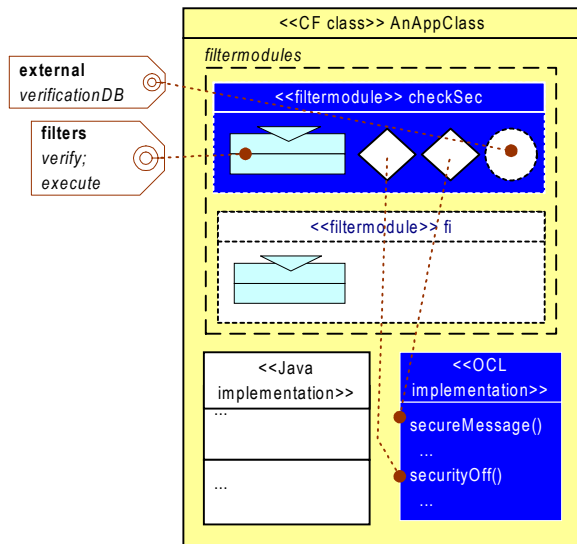 <<CF class>> AnAppClass
filtermodules
external
verificationDB
<<filtermodule>> checkSec
filters
verify;
execute
<<filtermodule>> fi
<<Java
implementation>>
...
...
<<OCL
implementation>>
secureMessage()
...
securityOff()
...